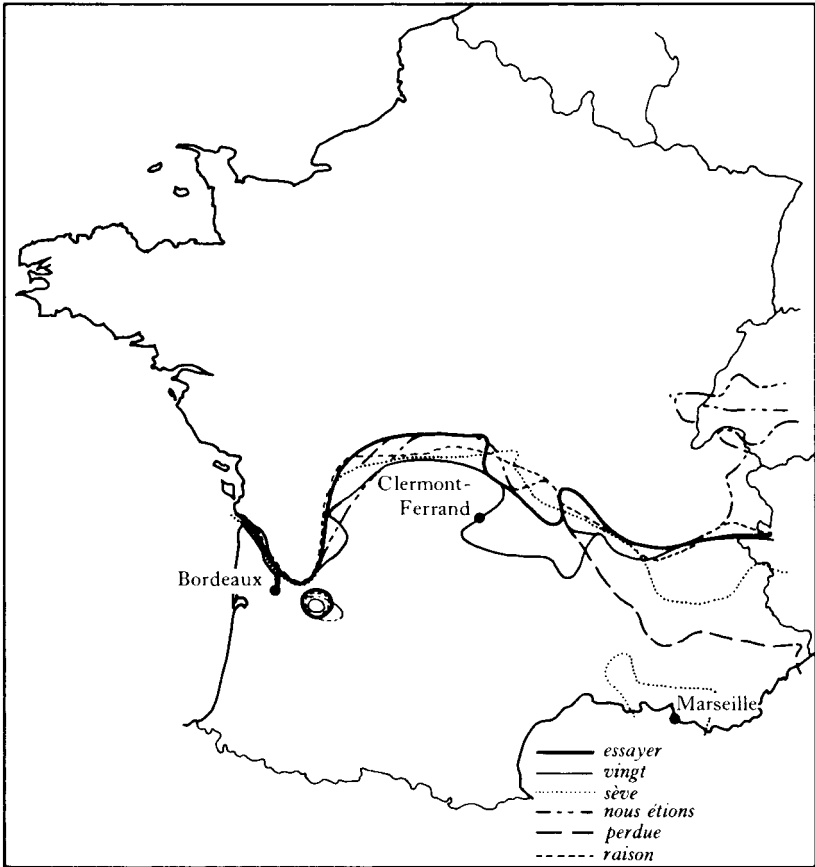 Clermont-
Ferrand
Bordeaux
Marseille
essayer
vingt
sève
nous étions
perdue
raison